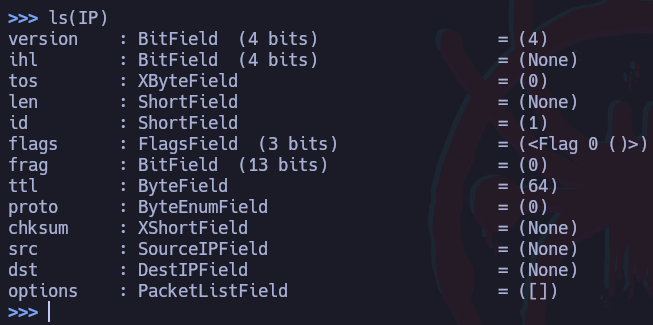 >>> ls(IP)
version    : BitField  (4 bits)                  = (4)
ihl        : BitField  (4 bits)                  = (None)
tos        : XByteField                          = (0)
len        : ShortField                          = (None)
id         : ShortField                          = (1)
flags      : FlagsField  (3 bits)                = (<Flag 0 ()>)
frag       : BitField  (13 bits)                 = (0)
ttl        : ByteField                           = (64)
proto      : ByteEnumField                       = (0)
chksum     : XShortField                         = (None)
src        : SourceIPField                       = (None)
dst        : DestIPField                         = (None)
options    : PacketListField                     = ([])
>>>